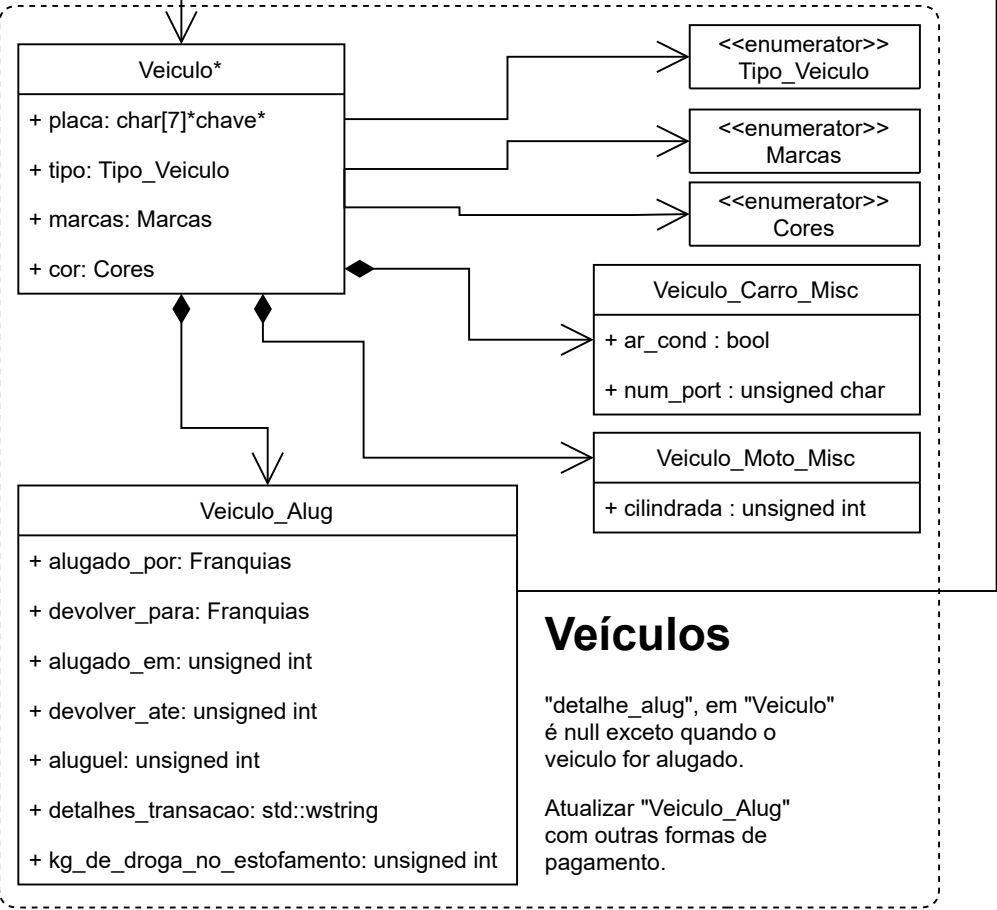 Veiculo*
+ placa: char[7]*chave*
+ tipo: Tipo_Veiculo
+ marcas: Marcas
+ cor: Cores
<<enumerator>>
Tipo_Veiculo
<<enumerator>>
Marcas
<<enumerator>>
Cores
Veiculo_Carro_Misc
+ ar_cond : bool
+ num_port : unsigned char
Veiculo_Moto_Misc
+ cilindrada : unsigned int
Veiculo_Alug
+ alugado_por: Franquias
+ devolver_para: Franquias
+ alugado_em: unsigned int
+ devolver_ate: unsigned int
+ aluguel: unsigned int
+ detalhes_transacao: std::wstring
+ kg_de_droga_no_estofamento: unsigned int
Veículos
"detalhe_alug", em "Veiculo"
é null exceto quando o
veiculo for alugado.
Atualizar "Veiculo_Alug"
com outras formas de
pagamento.